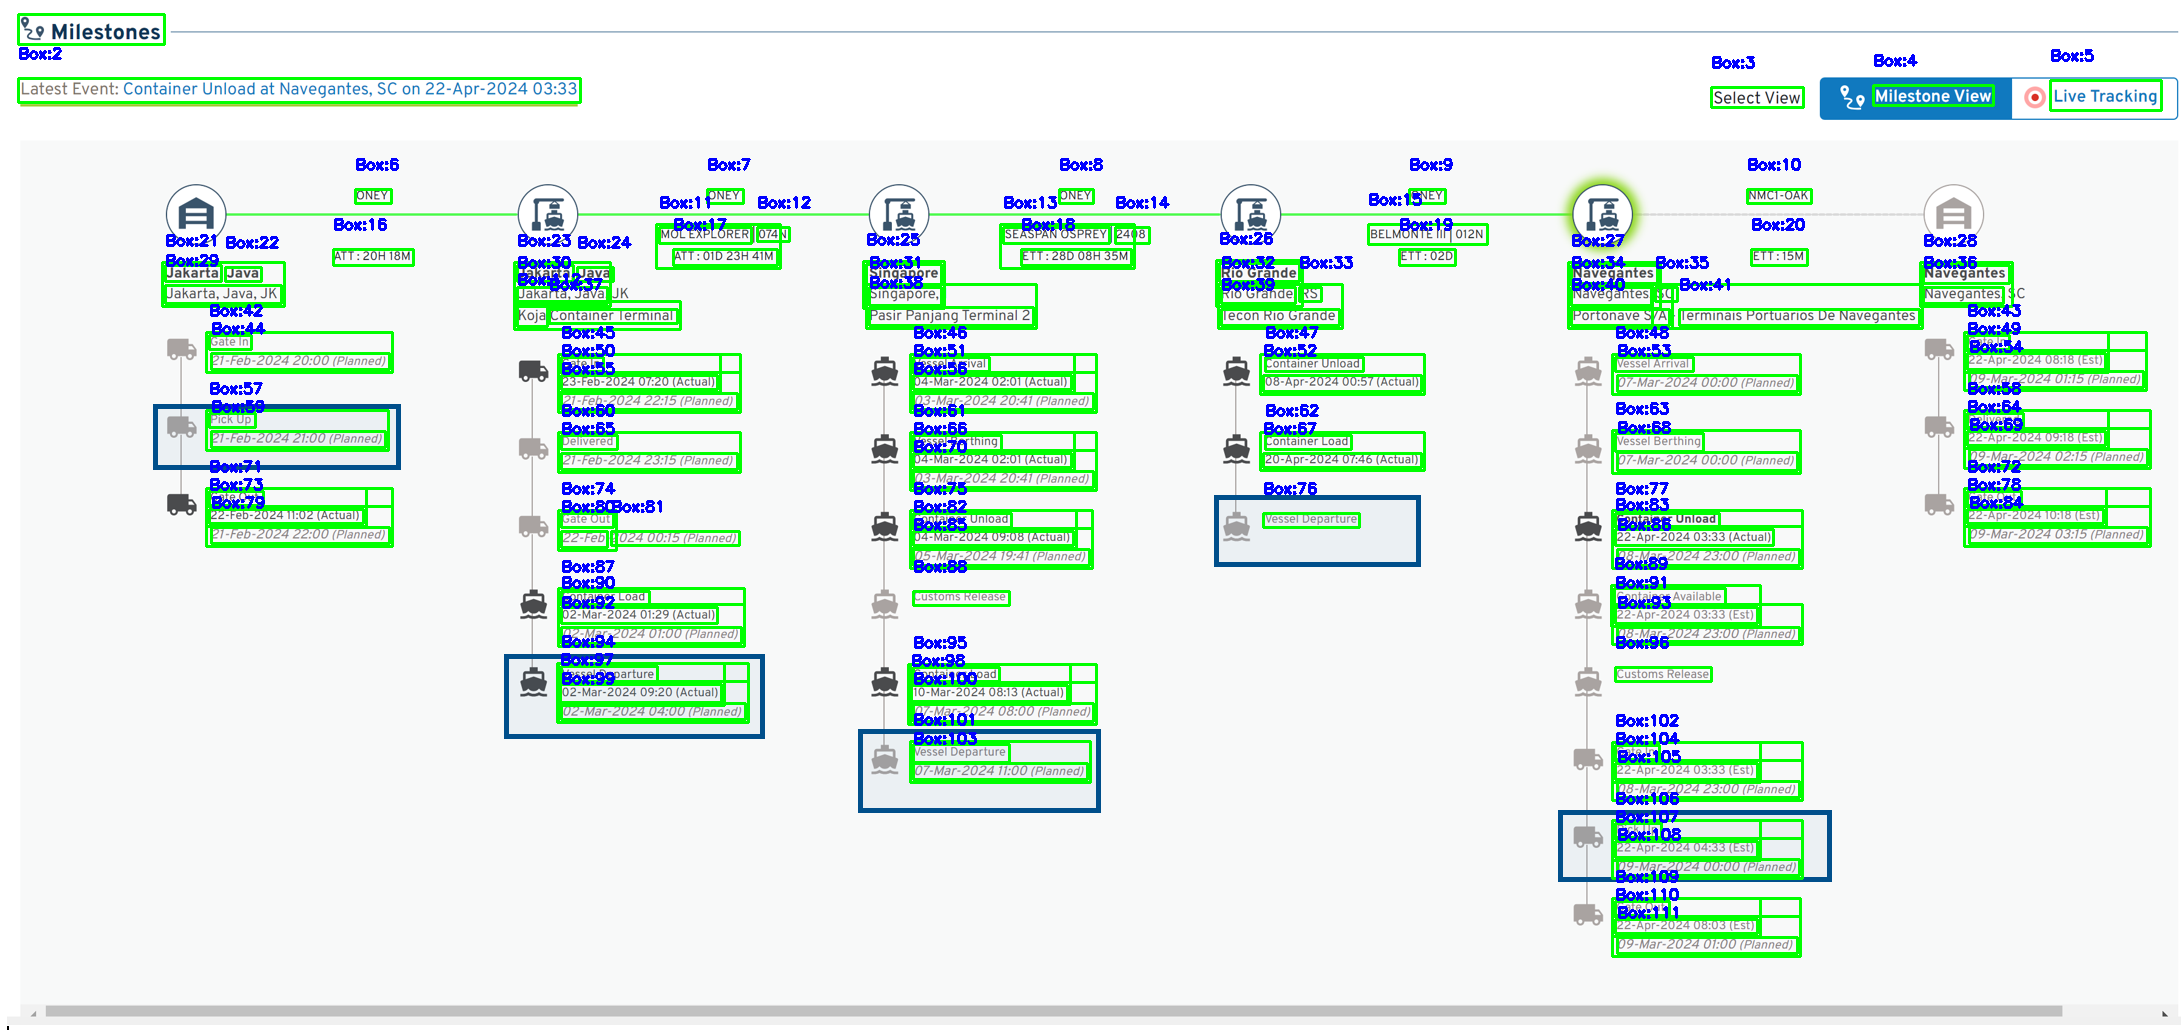 Milestones
Box:2
Latest Event: Container Unload at Navegantes, SC on 22-Apr-2024 03:33
Box:3
Select View
Box:4
Milestone View
Box:5
Live Tracking
Box:6
ONEY
Box:16
ATT : 20H 18M
Box:7
ONEY
Box:11
Box:12
Box:17
MOL EXPLORER 074N
ATT : 01D 23H 41M
Box:8
ONEY
Box:13
Box:14
Box:18
SEASPAN OSPREY 2408
ETT : 28D 08H 35M
Box:9
Box:15
Box:19
BELMONTE III | 012N
ETT : 02D
Box:10
NMC1-OAK
Box:20
ETT : 15M
Box:21
Box:22
Box:29
Jakarta Java
Jakarta, Java, JK
Box:42
Box:44
Gate In
21-Feb-2024 20:00 (Planned)
Box:57
Box:59
Pick Up
21-Feb-2024 21:00 (Planned)
Box:71
Box:73
Box:79
22-Feb-2024 11:02 (Actual)
21-Feb-2024 22:00 (Planned)
Box:23
Box:24
Box:30
Box:37
Jakarta, Java, JK
Koja Container Terminal
Box:45
Box:50
Box:55
23-Feb-2024 07:20 (Actual)
21-Feb-2024 22:15 (Planned)
Box:60
Box:65
Delivered
21-Feb-2024 23:15 (Planned)
Box:74
Box:80
Box:81
Gate Out
22-Feb-2024 00:15 (Planned)
Box:87
Box:90
Box:92
Container Load
02-Mar-2024 01:29 (Actual)
02-Mar-2024 01:00 (Planned)
Box:94
Box:97
Box:99
Vessel Departure
02-Mar-2024 09:20 (Actual)
02-Mar-2024 04:00 (Planned)
Box:25
Box:31
Box:38
Singapore
Singapore,
Pasir Panjang Terminal 2
Box:46
Box:51
Box:56
Vessel Arrival
04-Mar-2024 02:01 (Actual)
03-Mar-2024 20:41 (Planned)
Box:61
Box:66
Box:70
Vessel Berthing
04-Mar-2024 02:01 (Actual)
03-Mar-2024 20:41 (Planned)
Box:75
Box:82
Box:85
Container Unload
04-Mar-2024 09:08 (Actual)
05-Mar-2024 19:41 (Planned)
Box:88
Customs Release
Box:95
Box:98
Box:100
Container Load
10-Mar-2024 08:13 (Actual)
07-Mar-2024 08:00 (Planned)
Box:101
Box:103
Vessel Departure
07-Mar-2024 11:00 (Planned)
Box:26
Box:32
Box:33
Box:39
Rio Grande
Rio Grande, RS
Tecon Rio Grande
Box:47
Box:52
Container Unload
08-Apr-2024 00:57 (Actual)
Box:62
Box:67
Container Load
20-Apr-2024 07:46 (Actual)
Box:76
Vessel Departure
Box:27
Box:34
Box:35
Box:40
Box:41
Navegantes
Navegantes, SC
Portonave S/A - Terminais Portuarios De Navegantes
Box:48
Box:53
Vessel Arrival
07-Mar-2024 00:00 (Planned)
Box:63
Box:68
Vessel Berthing
07-Mar-2024 00:00 (Planned)
Box:77
Box:83
Box:86
Container Unload
22-Apr-2024 03:33 (Actual)
08-Mar-2024 23:00 (Planned)
Box:89
Box:91
Box:93
Container Available
22-Apr-2024 03:33 (Est)
08-Mar-2024 23:00 (Planned)
Box:96
Customs Release
Box:102
Box:104
Box:105
22-Apr-2024 03:33 (Est)
08-Mar-2024 23:00 (Planned)
Box:106
Box:107
Box:108
22-Apr-2024 04:33 (Est)
09-Mar-2024 00:00 (Planned)
Box:109
Box:110
Box:111
22-Apr-2024 08:03 (Est)
09-Mar-2024 01:00 (Planned)
Box:28
Box:36
Navegantes
Navegantes, SC
Box:43
Box:49
Box:54
22-Apr-2024 08:18 (Est)
09-Mar-2024 01:15 (Planned)
Box:58
Box:64
Box:69
22-Apr-2024 09:18 (Est)
09-Mar-2024 02:15 (Planned)
Box:72
Box:78
Box:84
22-Apr-2024 10:18 (Est)
09-Mar-2024 03:15 (Planned)